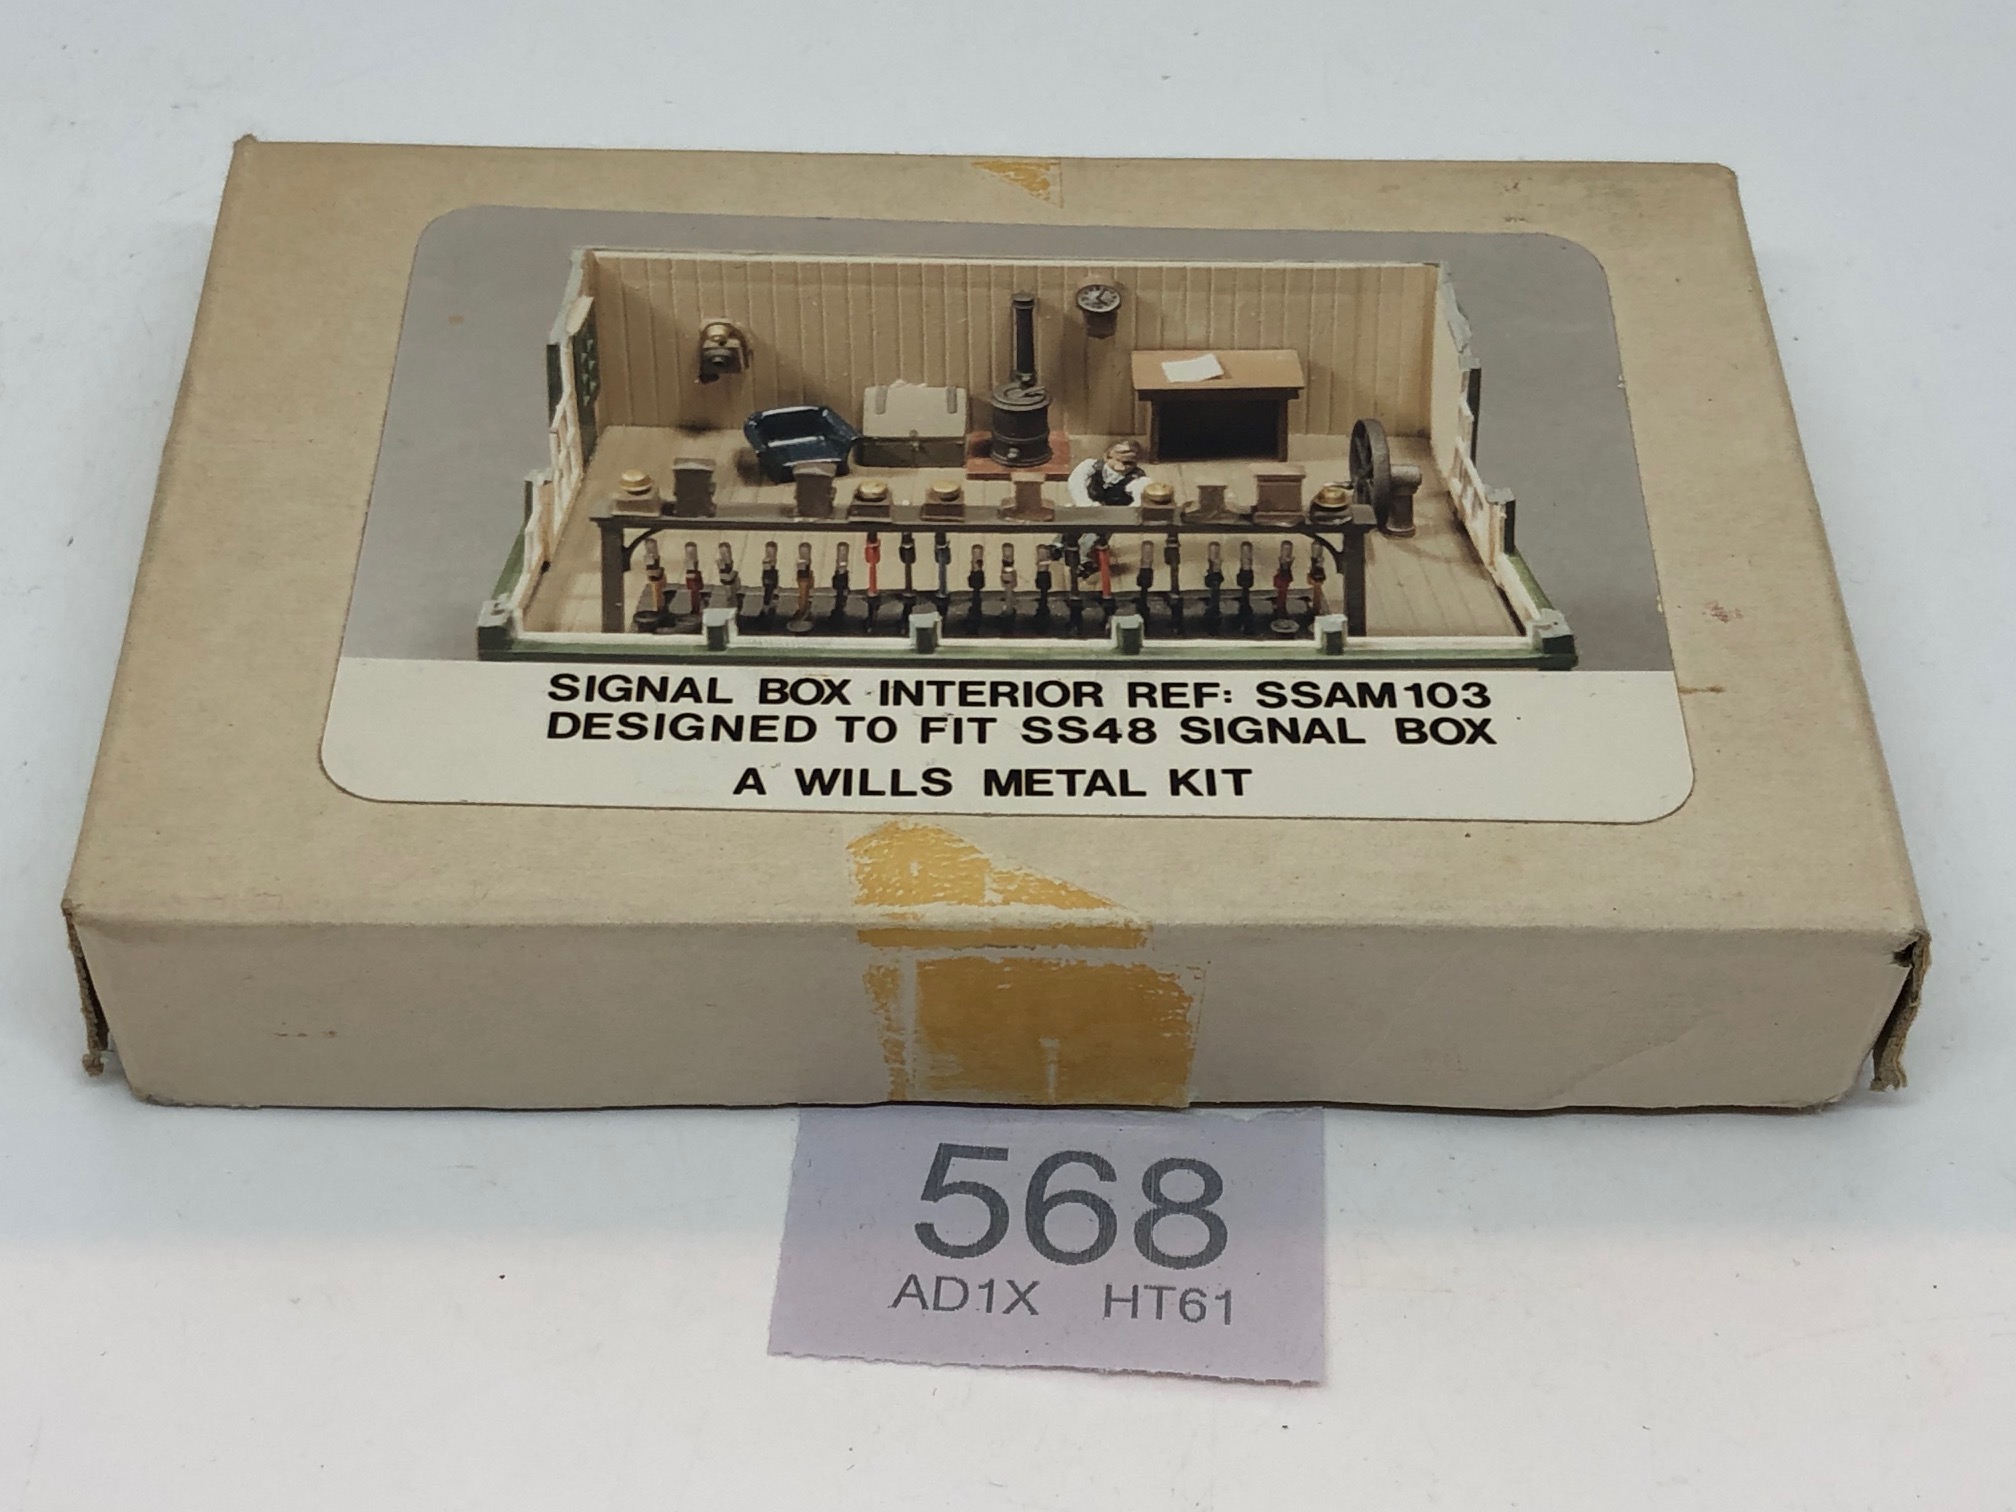 SIGNAL BOX INTERIOR REF: SSAM103
DESIGNED TO FIT SS48 SIGNAL BOX
A WILLS METAL KIT
568
AD1X HT61